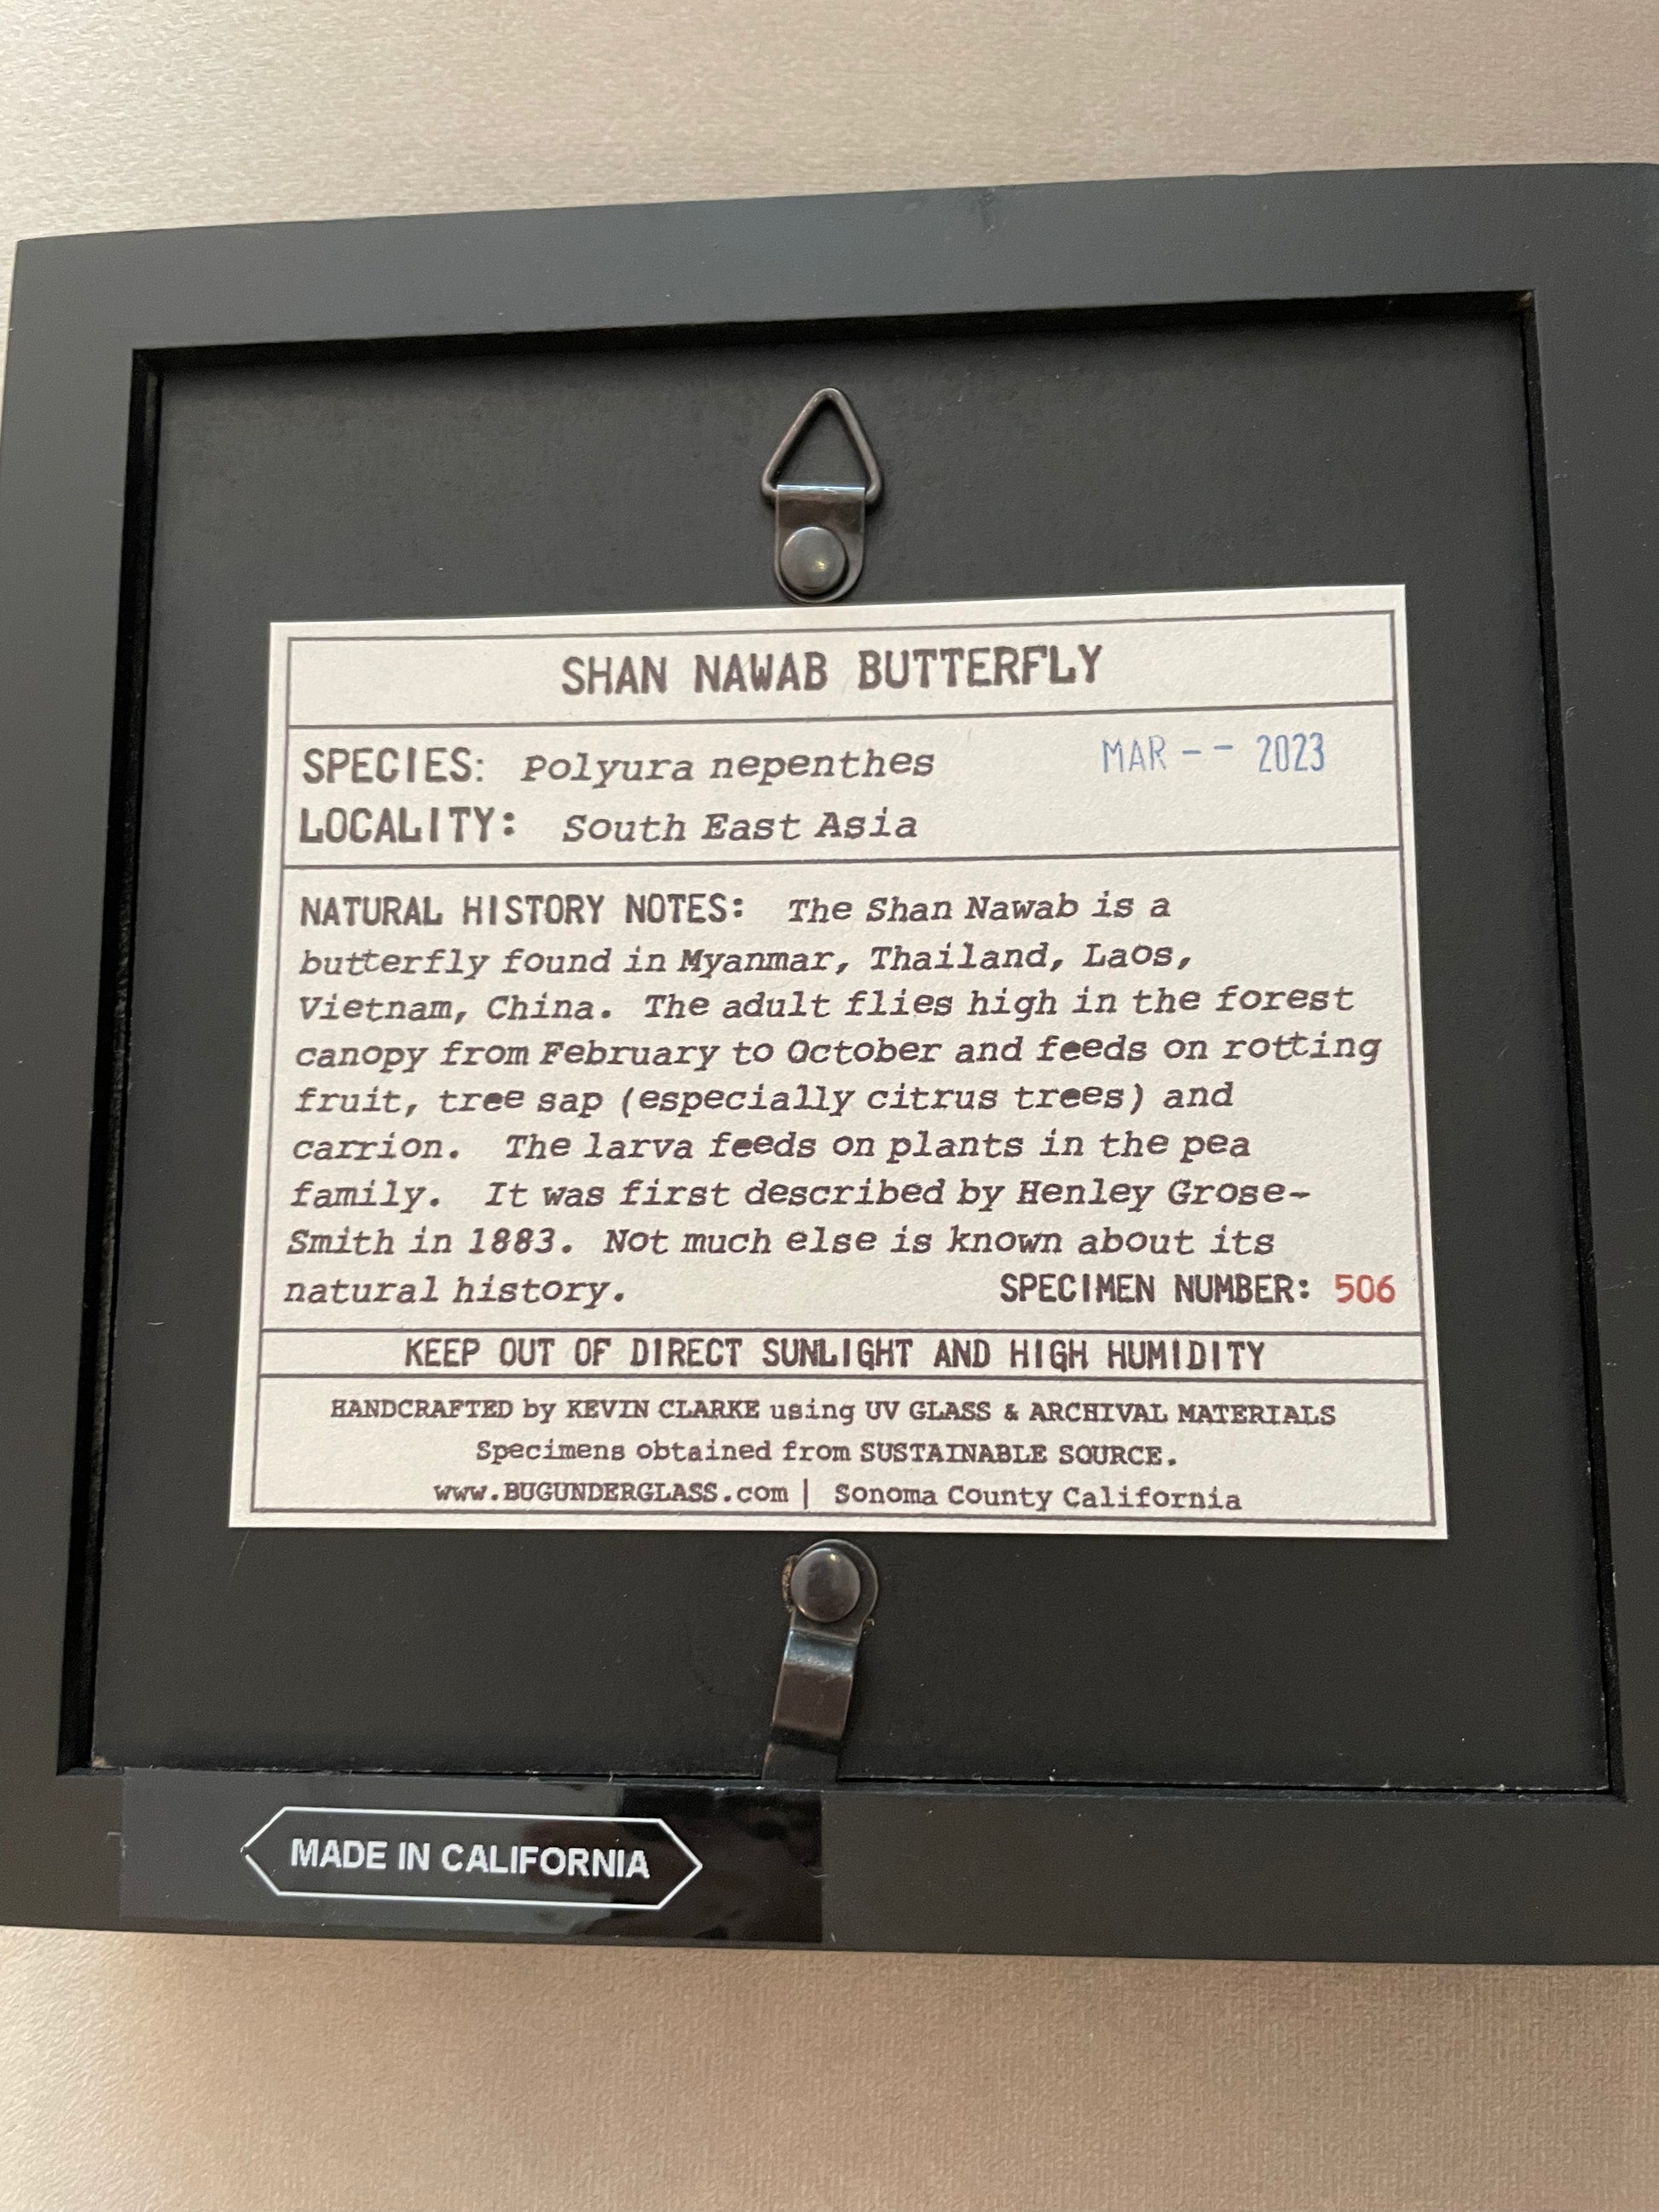 SHAN NAWAB BUTTERFLY
SPECIES: Polyura nepenthes MAR -- 2023
LOCALITY: South East Asia
NATURAL HISTORY NOTES: The Shan Nawab is a
butterfly found in Myanmar, Thailand, Laos,
Vietnam, China. The adult flies high in the forest
canopy from February to October and feeds on rotting
fruit, tree sap (especially citrus trees) and
carrion. The larva feeds on plants in the pea
family. It was first described by Henley Grose-
Smith in 1883. Not much else is known about its
natural history. SPECIMEN NUMBER: 506
KEEP OUT OF DIRECT SUNLIGHT AND HIGH HUMIDITY
HANDCRAFTED by KEVIN CLARKE using UV GLASS & ARCHIVAL MATERIALS
Specimens obtained from SUSTAINABLE SOURCE.
www.BUGUNDERGLASS.com | Sonoma County California
MADE IN CALIFORNIA